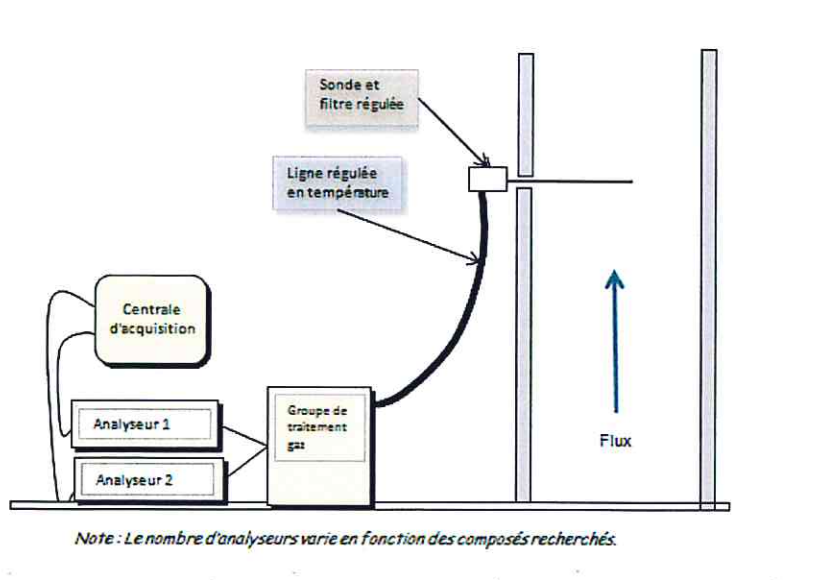 Sonde et
filtre régulée
Ligne régulée
en température
Centrale
d'acquisition
Groupe de
traitement
gaz
Analyseur 1
Analyseur 2
Flux
Note : Le nombre d'analyseurs varie en fonction des composés recherchés.